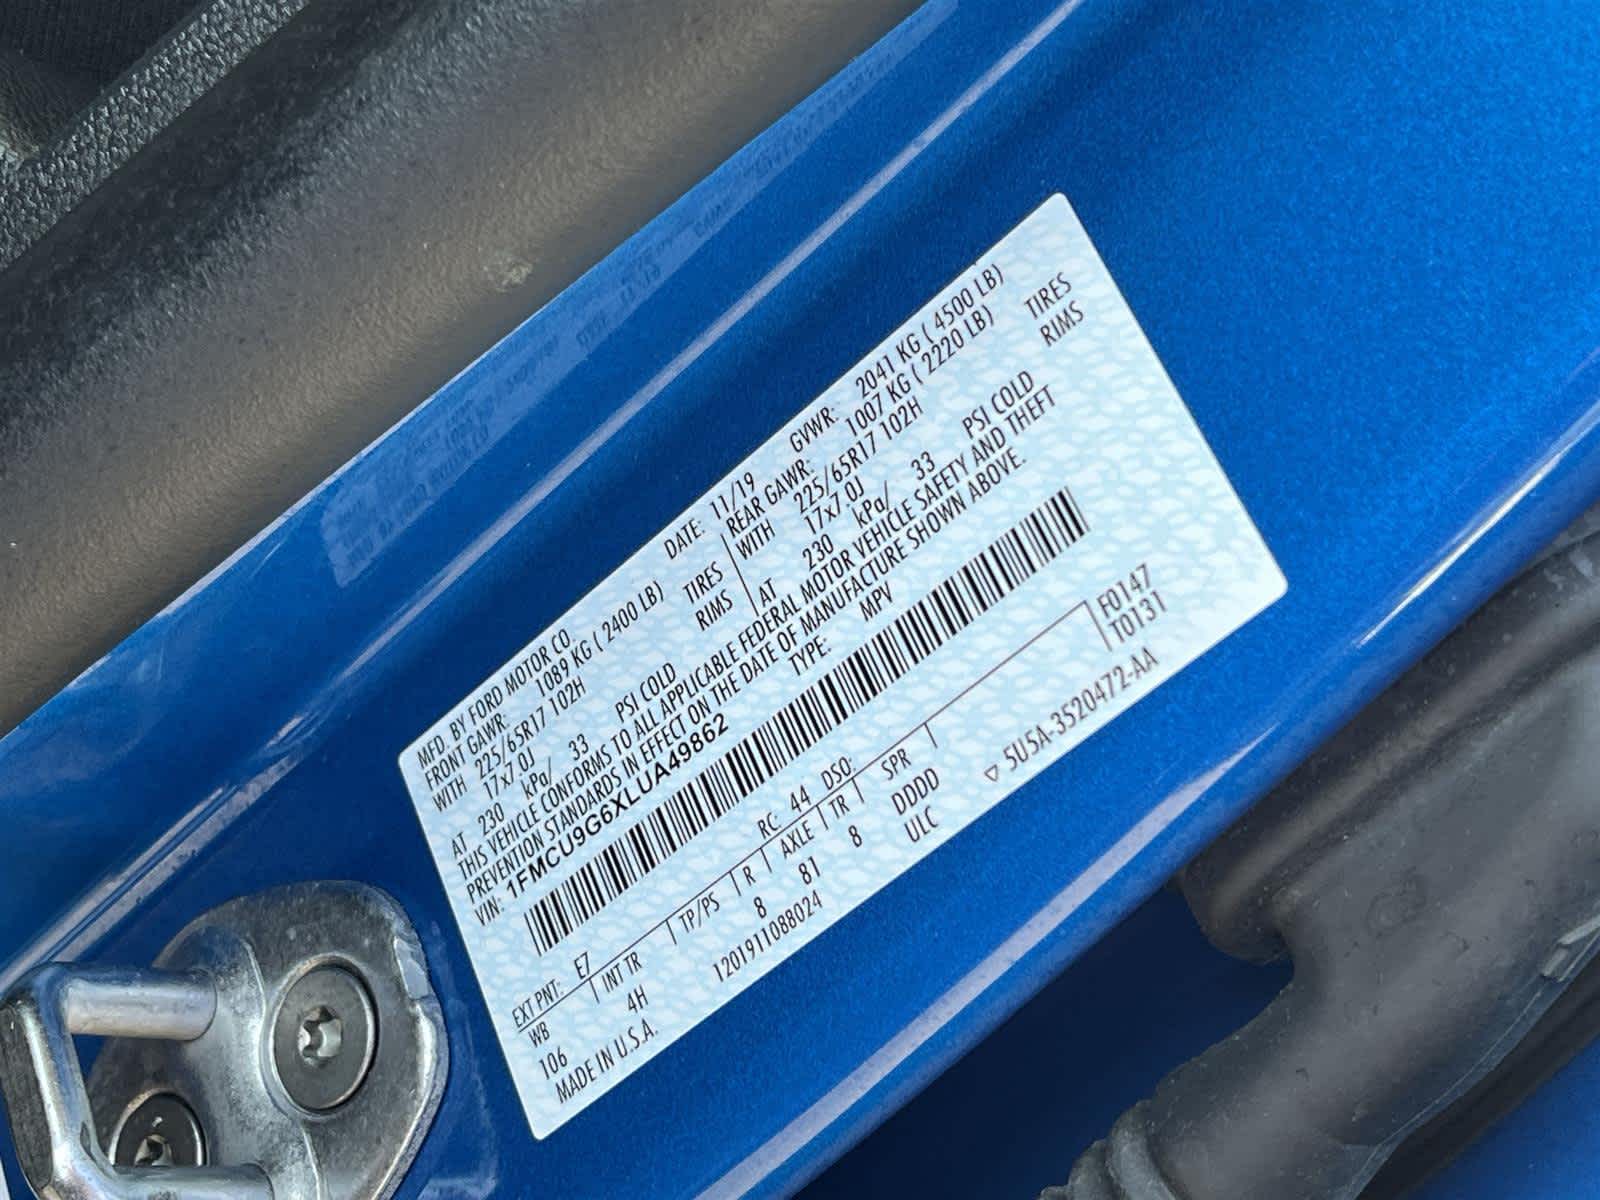 MFD. BY FORD MOTOR CO. DATE: 11/19 GVWR: 2041 KG ( 4500 LB)
FRONT GAWR: 1089 KG ( 2400 LB) REAR GAWR: 1007 KG ( 2220 LB)
WITH 225/65R17 102H TIRES WITH 225/65R17 102H TIRES
17x7.0J RIMS 17x7.0J RIMS
AT 230 kPa/ 33 PSI COLD AT 230 kPa/ 33 PSI COLD
THIS VEHICLE CONFORMS TO ALL APPLICABLE FEDERAL MOTOR VEHICLE SAFETY AND THEFT
PREVENTION STANDARDS IN EFFECT ON THE DATE OF MANUFACTURE SHOWN ABOVE.
VIN: 1FMCU9G6XLUA49862 TYPE: MPV
EXT PNT: E7 RC: 44 DSO: F0147
WB INT TR TP/PS R AXLE TR SPR T0131
106 4H 8 81 8 DDDD
MADE IN U.S.A. 1201911088024 ULC ▽ 5U5A-3520472-AA